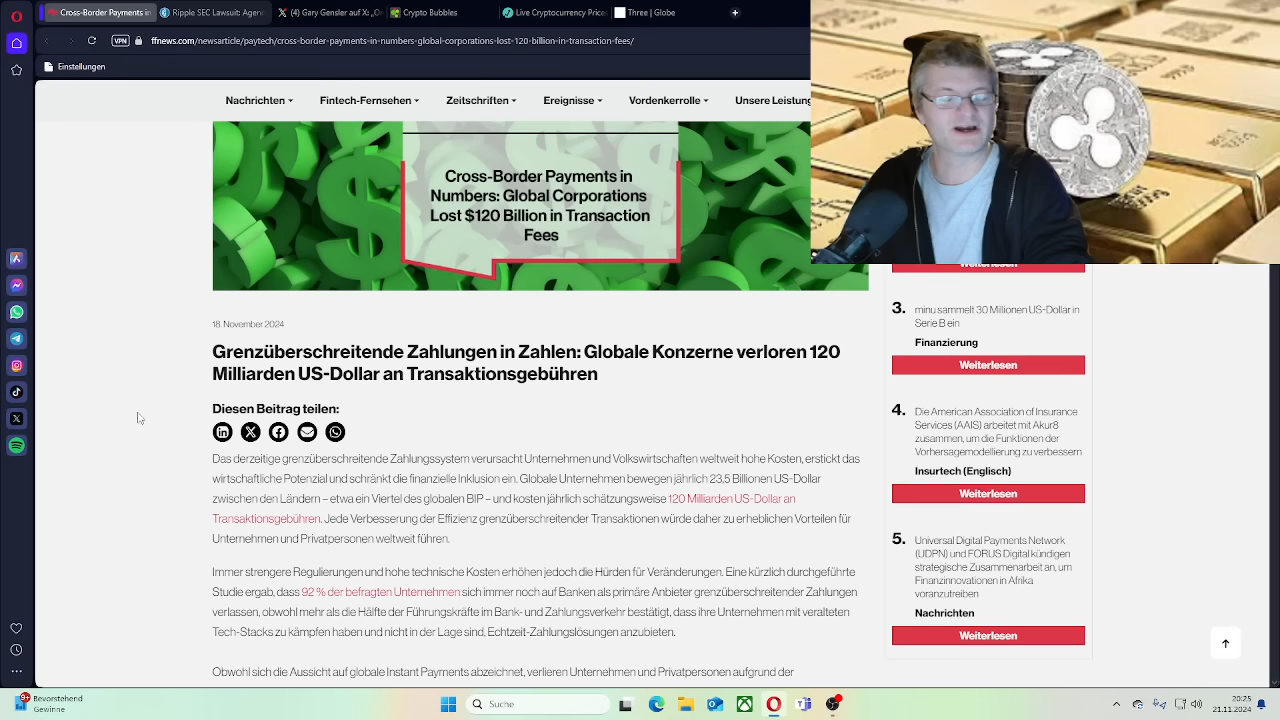 Cross-Borders in
Ripple SEC Lawsuit: Agen
(4) Gary Gensler auf X: „O
Crypto Bubbles
Live Cryptocurrency Price
Three | Globe
VPN
ffnews.com/newsarticle/paytech/cross-border-payments-in-numbers-global-corporations-lost-120-billion-in-transaction-fees/
Einstellungen
Nachrichten
Fintech-Fernsehen
Zeitschriften
Ereignisse
Vordenkerrolle
Unsere Leistung
Cross-Border Payments in
Numbers: Global Corporations
Lost $120 Billion in Transaction
Fees
18. November 2024
Grenzüberschreitende Zahlungen in Zahlen: Globale Konzerne verloren 120
Milliarden US-Dollar an Transaktionsgebühren
Diesen Beitrag teilen:
Das derzeitige grenzüberschreitende Zahlungssystem verursacht Unternehmen und Volkswirtschaften weltweit hohe Kosten, erstickt das
wirtschaftliche Potenzial und schränkt die finanzielle Inklusion ein. Globale Unternehmen bewegen jährlich 23,5 Billionen US-Dollar
zwischen verschiedenen Ländern – etwa ein Viertel des globalen BIP – und kosten jährlich schätzungsweise 120 Milliarden US-Dollar an
Transaktionsgebühren. Jede Verbesserung der Effizienz grenzüberschreitender Transaktionen würde daher zu erheblichen Vorteilen für
Unternehmen und Privatpersonen weltweit führen.
Immer strengere Regulierungen und hohe technische Kosten erhöhen jedoch die Hürden für Veränderungen. Eine kürzlich durchgeführte
Studie ergab, dass 92 % der befragten Unternehmen sich immer noch auf Banken als primäre Anbieter grenzüberschreitender Zahlungen
verlassen, obwohl mehr als die Hälfte der Führungskräfte im Bank- und Zahlungsverkehr bestätigt, dass ihre Unternehmen mit veralteten
Tech-Stacks zu kämpfen haben und nicht in der Lage sind, Echtzeit-Zahlungslösungen anzubieten.
Obwohl sich die Aussicht auf globale Instant Payments abzeichnet, verlieren Unternehmen und Privatpersonen aufgrund der
Weiterlesen
3.
minu sammelt 30 Millionen US-Dollar in
Serie B ein
Finanzierung
Weiterlesen
4.
Die American Association of Insurance
Services (AAIS) arbeitet mit Akur8
zusammen, um die Funktionen der
Vorhersagemodellierung zu verbessern
Insurtech (Englisch)
Weiterlesen
5.
Universal Digital Payments Network
(UDPN) und FORUS Digital kündigen
strategische Zusammenarbeit an, um
Finanzinnovationen in Afrika
voranzutreiben
Nachrichten
Weiterlesen
9+
Gewinne
Suche
20:25
20.11.2024